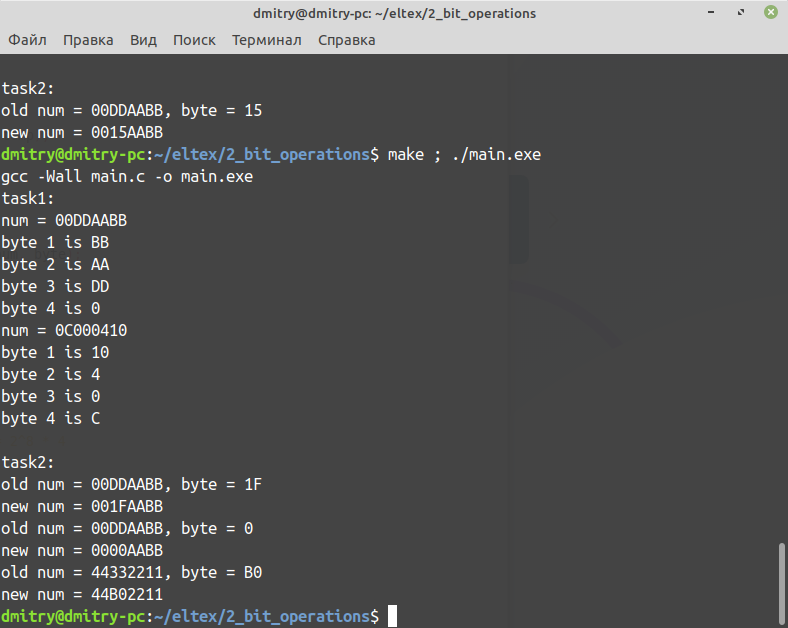 dmitry@dmitry-pc: ~/eltex/2_bit_operations
Файл Правка Вид Поиск Терминал Справка
task2:
old num = 00DDAABB, byte = 15
new num = 0015AABB
dmitry@dmitry-pc:~/eltex/2_bit_operations$ make ; ./main.exe
gcc -Wall main.c -o main.exe
task1:
num = 00DDAABB
byte 1 is BB
byte 2 is AA
byte 3 is DD
byte 4 is 0
num = 0C000410
byte 1 is 10
byte 2 is 4
byte 3 is 0
byte 4 is C
task2:
old num = 00DDAABB, byte = 1F
new num = 001FAABB
old num = 00DDAABB, byte = 0
new num = 0000AABB
old num = 44332211, byte = B0
new num = 44B02211
dmitry@dmitry-pc:~/eltex/2_bit_operations$